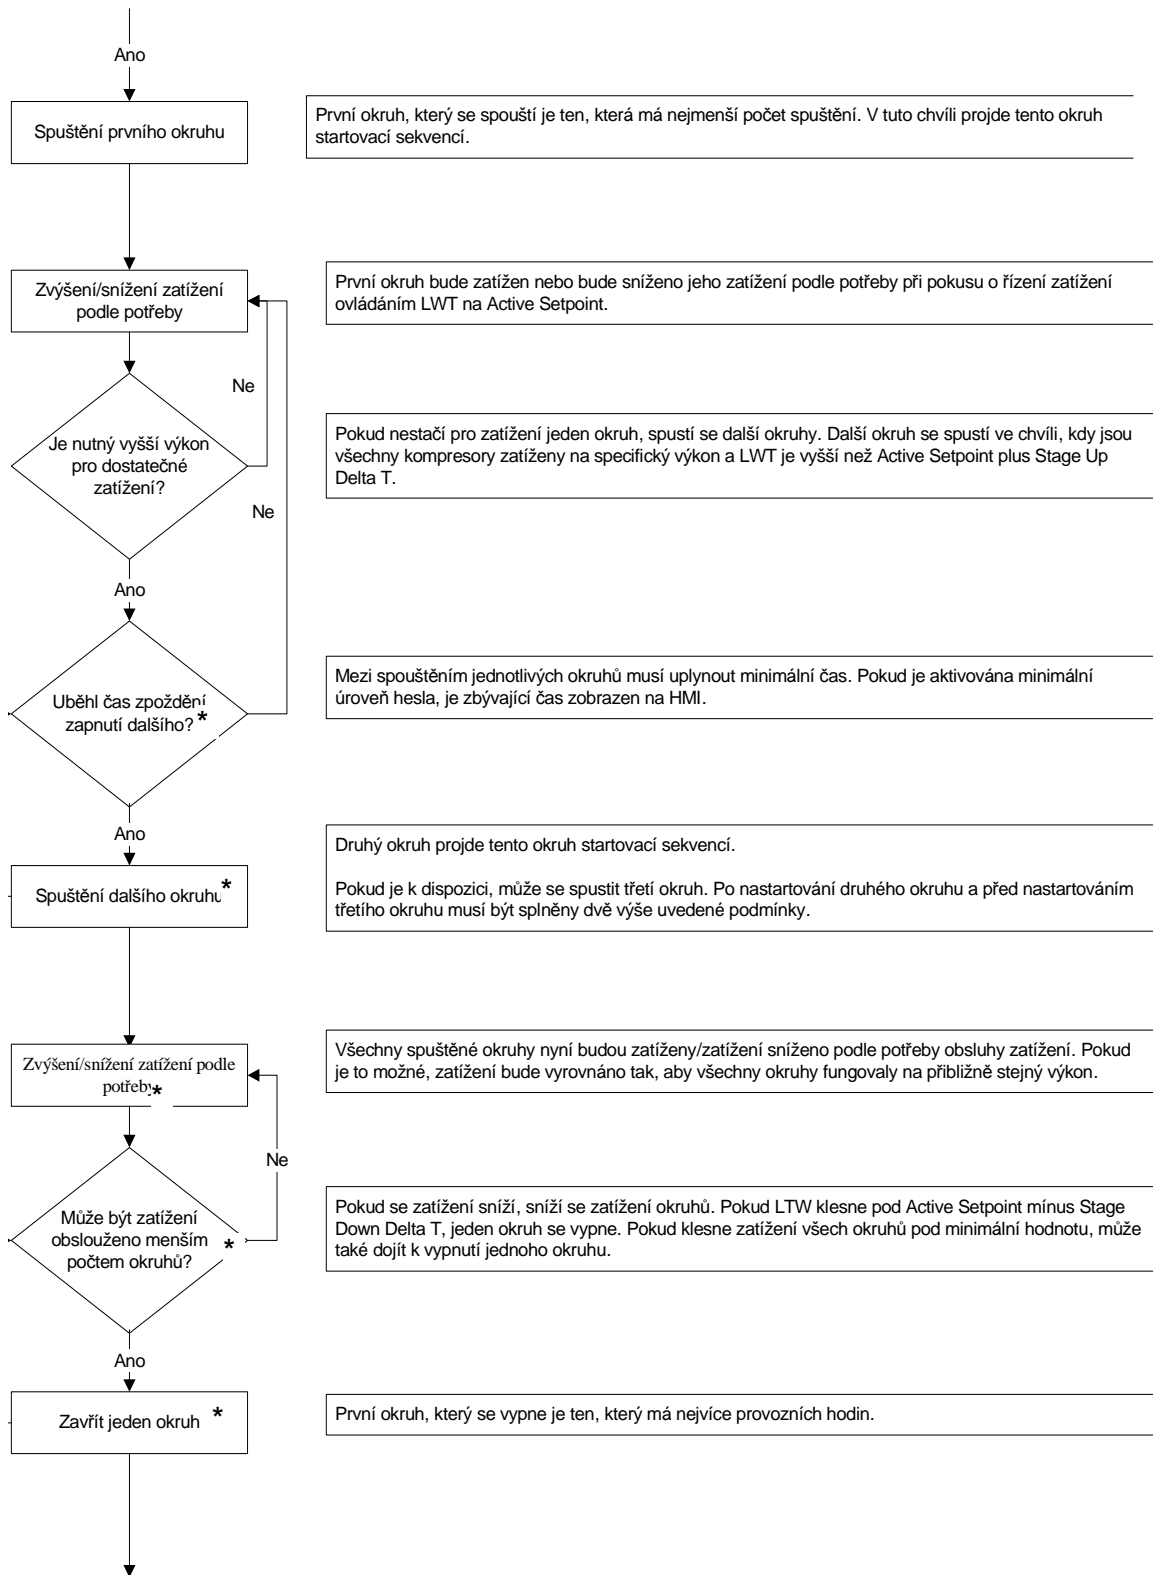 Ano
Spuštění prvního okruhu
První okruh, který se spouští je ten, která má nejmenší počet spuštění. V tuto chvíli projde tento okruh
startovací sekvencí.
Zvýšení/snížení zatížení
podle potřeby
První okruh bude zatížen nebo bude sníženo jeho zatížení podle potřeby při pokusu o řízení zatížení
ovládáním LWT na Active Setpoint.
Ne
Je nutný vyšší výkon
pro dostatečné
zatížení?
Pokud nestačí pro zatížení jeden okruh, spustí se další okruhy. Další okruh se spustí ve chvíli, kdy jsou
všechny kompresory zatíženy na specifický výkon a LWT je vyšší než Active Setpoint plus Stage Up
Delta T.
Ne
Ano
Uběhl čas zpoždění
zapnutí dalšího? *
Mezi spouštěním jednotlivých okruhů musí uplynout minimální čas. Pokud je aktivována minimální
úroveň hesla, je zbývající čas zobrazen na HMI.
Ano
Spuštění dalšího okruhu *
Druhý okruh projde tento okruh startovací sekvencí.
Pokud je k dispozici, může se spustit třetí okruh. Po nastartování druhého okruhu a před nastartováním
třetího okruhu musí být splněny dvě výše uvedené podmínky.
Zvýšení/snížení zatížení podle
potřeby *
Všechny spuštěné okruhy nyní budou zatíženy/zatížení sníženo podle potřeby obsluhy zatížení. Pokud
je to možné, zatížení bude vyrovnáno tak, aby všechny okruhy fungovaly na přibližně stejný výkon.
Ne
Může být zatížení
obslouženo menším
počtem okruhů? *
Pokud se zatížení sníží, sníží se zatížení okruhů. Pokud LTW klesne pod Active Setpoint mínus Stage
Down Delta T, jeden okruh se vypne. Pokud klesne zatížení všech okruhů pod minimální hodnotu, může
také dojít k vypnutí jednoho okruhu.
Ano
Zavřít jeden okruh *
První okruh, který se vypne je ten, který má nejvíce provozních hodin.